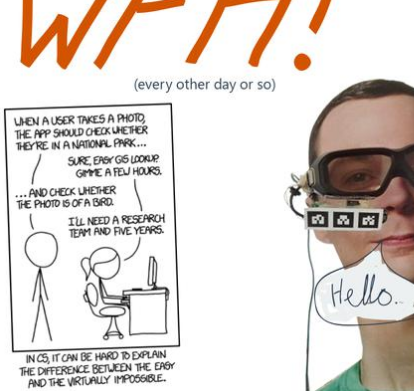 WFH!
(every other day or so)
WHEN A USER TAKES A PHOTO,
THE APP SHOULD CHECK WHETHER
THEY'RE IN A NATIONAL PARK...
SURE, EASY GIS LOOKUP.
GIMME A FEW HOURS.
...AND CHECK WHETHER
THE PHOTO IS OF A BIRD.
I'LL NEED A RESEARCH
TEAM AND FIVE YEARS.
IN CS, IT CAN BE HARD TO EXPLAIN
THE DIFFERENCE BETWEEN THE EASY
AND THE VIRTUALLY IMPOSSIBLE.
Hello.